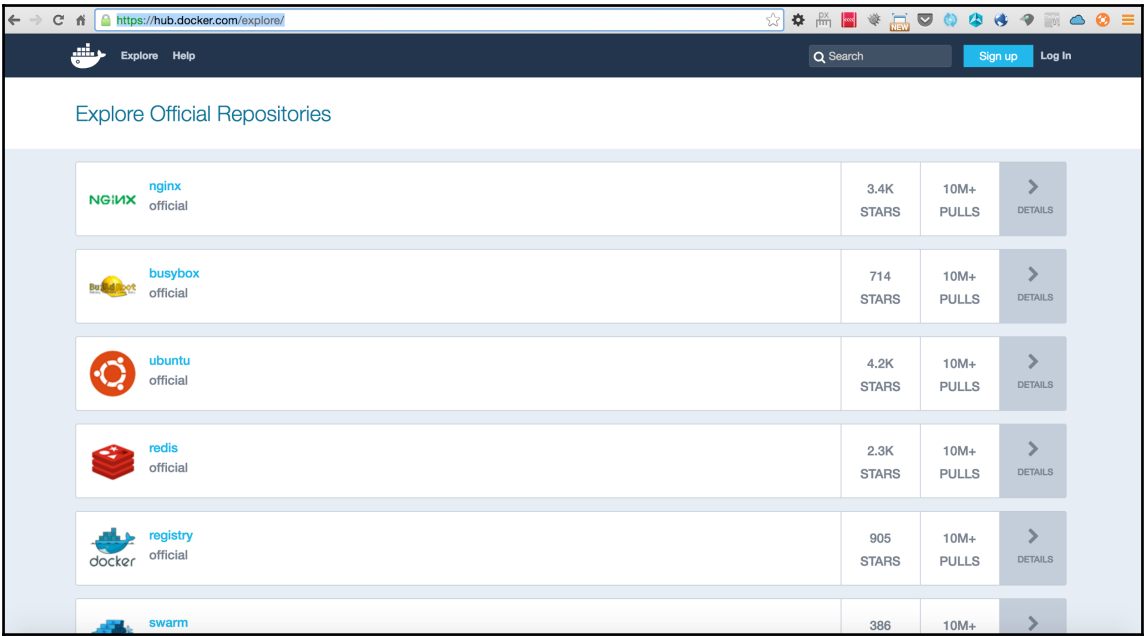 https://hub.docker.com/explore/
NEW
Explore Help Search Sign up Log In
Explore Official Repositories
NGINX
nginx
official
3.4K
STARS
10M+
PULLS
DETAILS
busybox
official
714
STARS
10M+
PULLS
DETAILS
ubuntu
official
4.2K
STARS
10M+
PULLS
DETAILS
redis
official
2.3K
STARS
10M+
PULLS
DETAILS
docker
registry
official
905
STARS
10M+
PULLS
DETAILS
swarm
386
10M+